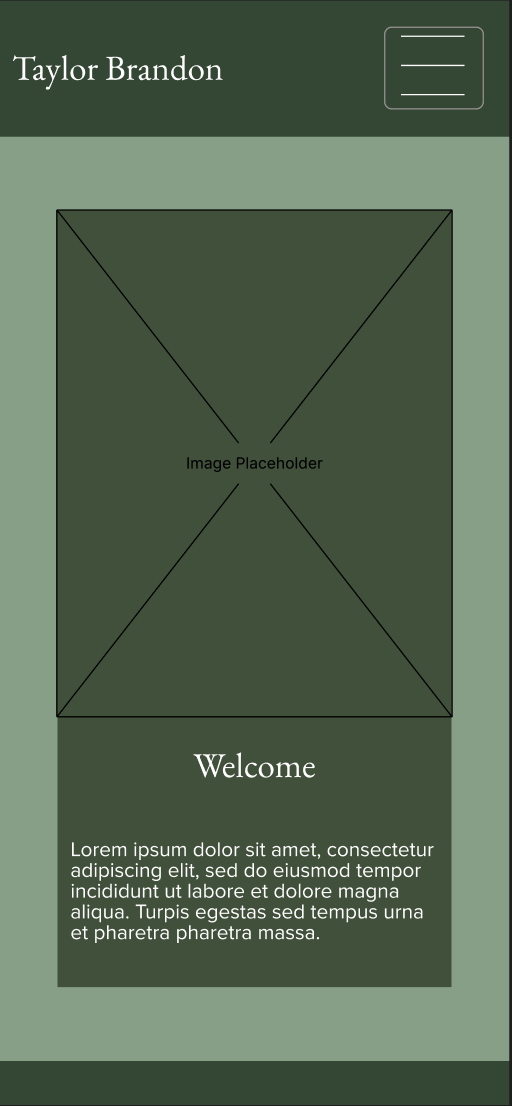 Taylor Brandon
Image Placeholder
Welcome
Lorem ipsum dolor sit amet, consectetur
adipiscing elit, sed do eiusmod tempor
incididunt ut labore et dolore magna
aliqua. Turpis egestas sed tempus urna
et pharetra pharetra massa.